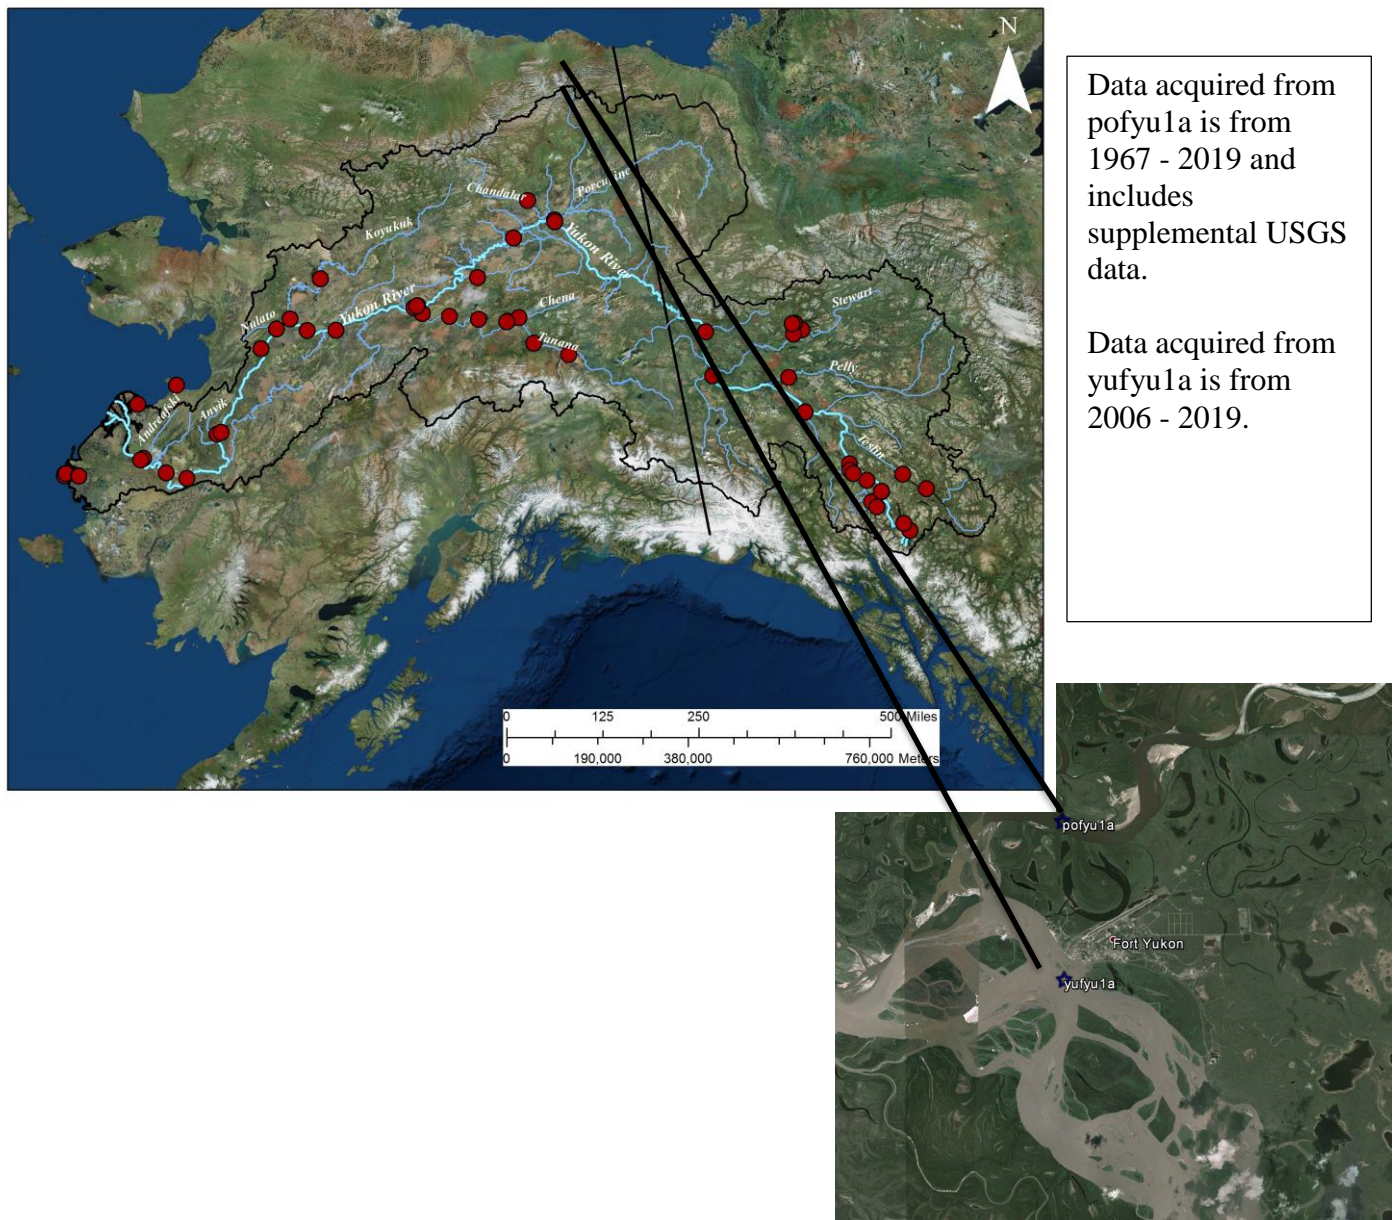 N
Chandalar
Porcupine
Koyukuk
Yukon River
Yukon River
Nulato
Chena
Tanana
Stewart
Pelly
Teslin
Andreafski
Anvik
0 125 250 500 Miles
0 190,000 380,000 760,000 Meters
Data acquired from
pofyu1a is from
1967 - 2019 and
includes
supplemental USGS
data.
Data acquired from
yufyu1a is from
2006 - 2019.
pofyu1a
Fort Yukon
yufyu1a